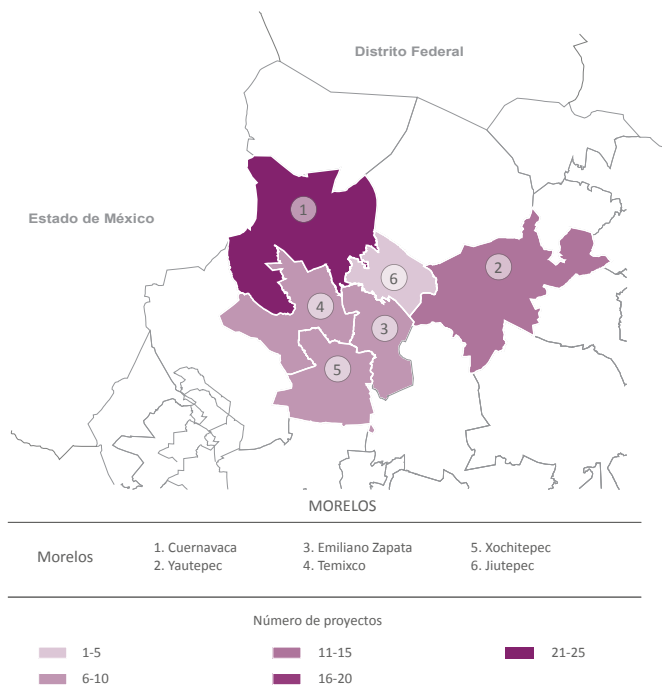 Distrito Federal
Estado de México
1
2
6
4
3
5
MORELOS
Morelos
1. Cuernavaca
2. Yautepec
3. Emiliano Zapata
4. Temixco
5. Xochitepec
6. Jiutepec
Número de proyectos
1-5
11-15
21-25
6-10
16-20